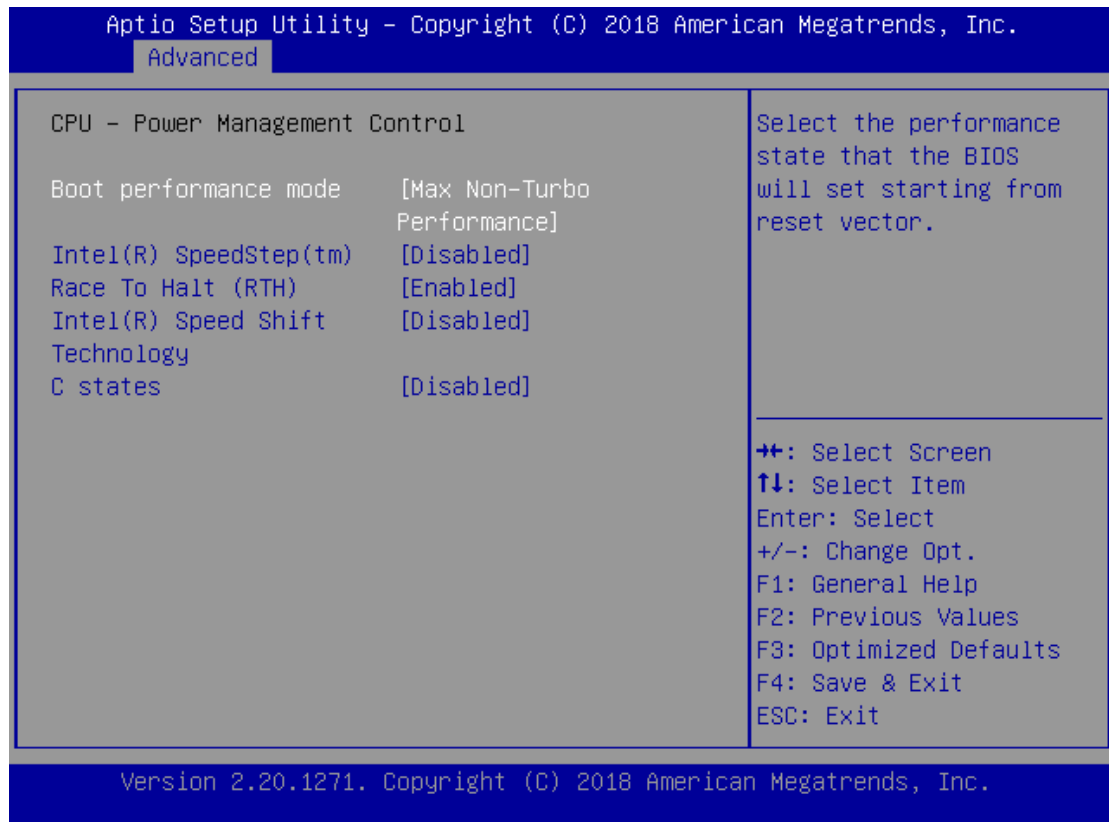 Aptio Setup Utility – Copyright (C) 2018 American Megatrends, Inc.
Advanced
CPU – Power Management Control
Boot performance mode [Max Non-Turbo
Performance]
Intel(R) SpeedStep(tm) [Disabled]
Race To Halt (RTH) [Enabled]
Intel(R) Speed Shift [Disabled]
Technology
C states [Disabled]
Select the performance
state that the BIOS
will set starting from
reset vector.
→←: Select Screen
↑↓: Select Item
Enter: Select
+/-: Change Opt.
F1: General Help
F2: Previous Values
F3: Optimized Defaults
F4: Save & Exit
ESC: Exit
Version 2.20.1271. Copyright (C) 2018 American Megatrends, Inc.